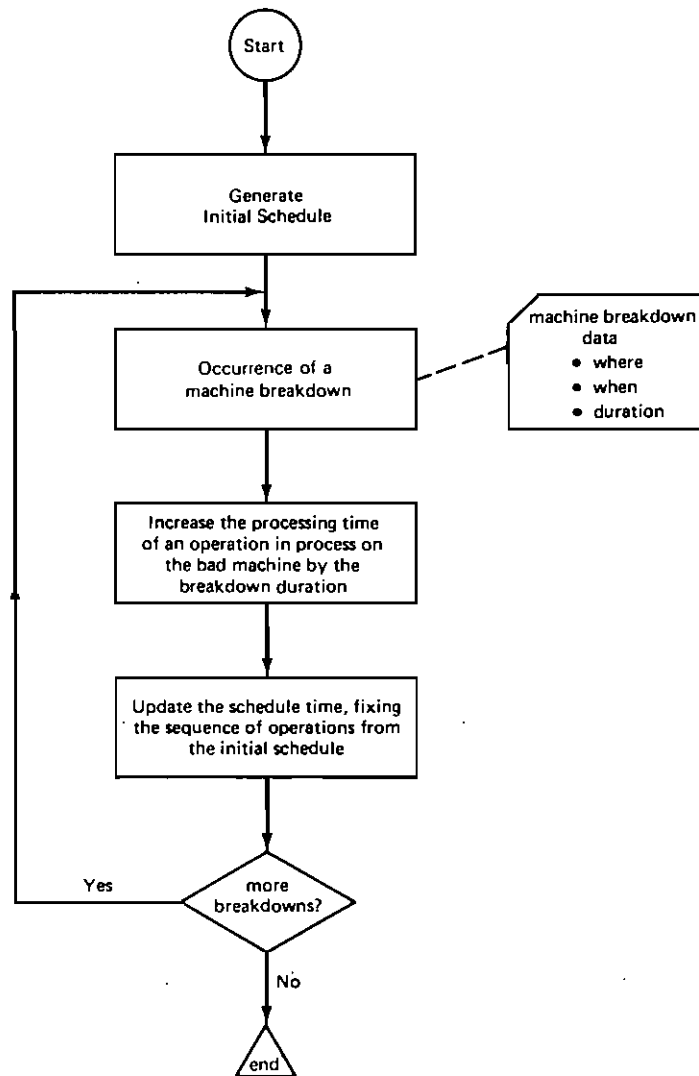 Start
Generate
Initial Schedule
Occurrence of a
machine breakdown
machine breakdown
data
• where
• when
• duration
Increase the processing time
of an operation in process on
the bad machine by the
breakdown duration
Update the schedule time, fixing
the sequence of operations from
the initial schedule
more
breakdowns?
Yes
No
end